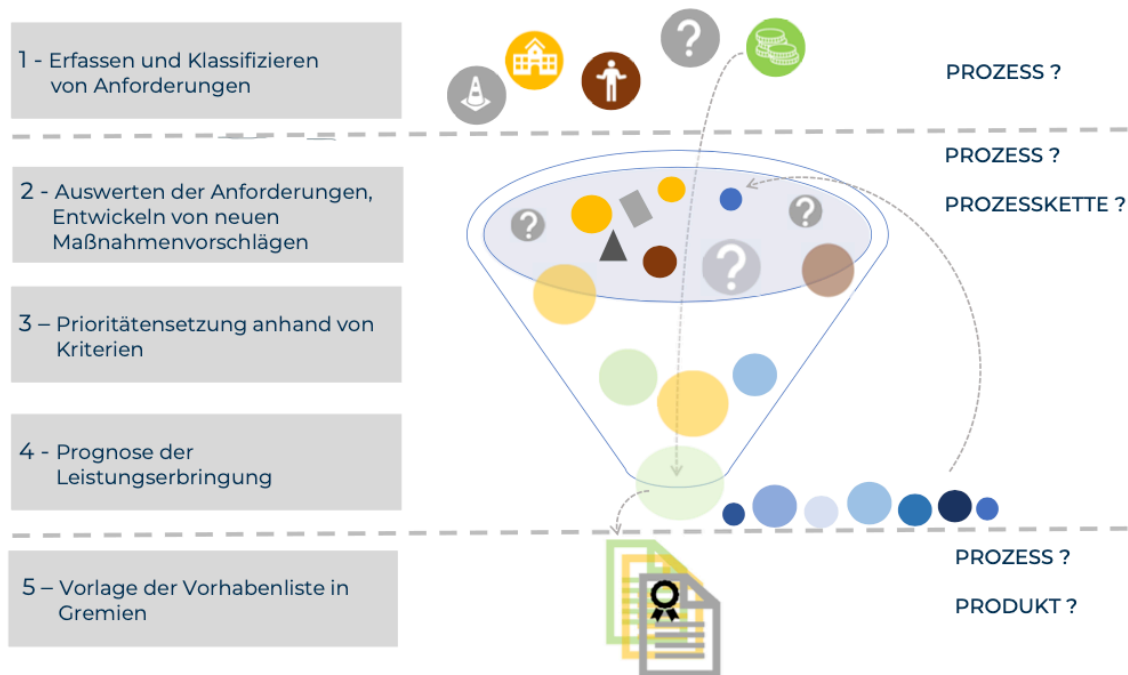 1 - Erfassen und Klassifizieren
von Anforderungen
?
PROZESS ?
2 - Auswerten der Anforderungen,
Entwickeln von neuen
Maßnahmenvorschlägen
?
?
?
PROZESS ?
PROZESSKETTE ?
3 – Prioritätensetzung anhand von
Kriterien
4 - Prognose der
Leistungserbringung
5 – Vorlage der Vorhabenliste in
Gremien
PROZESS ?
PRODUKT ?